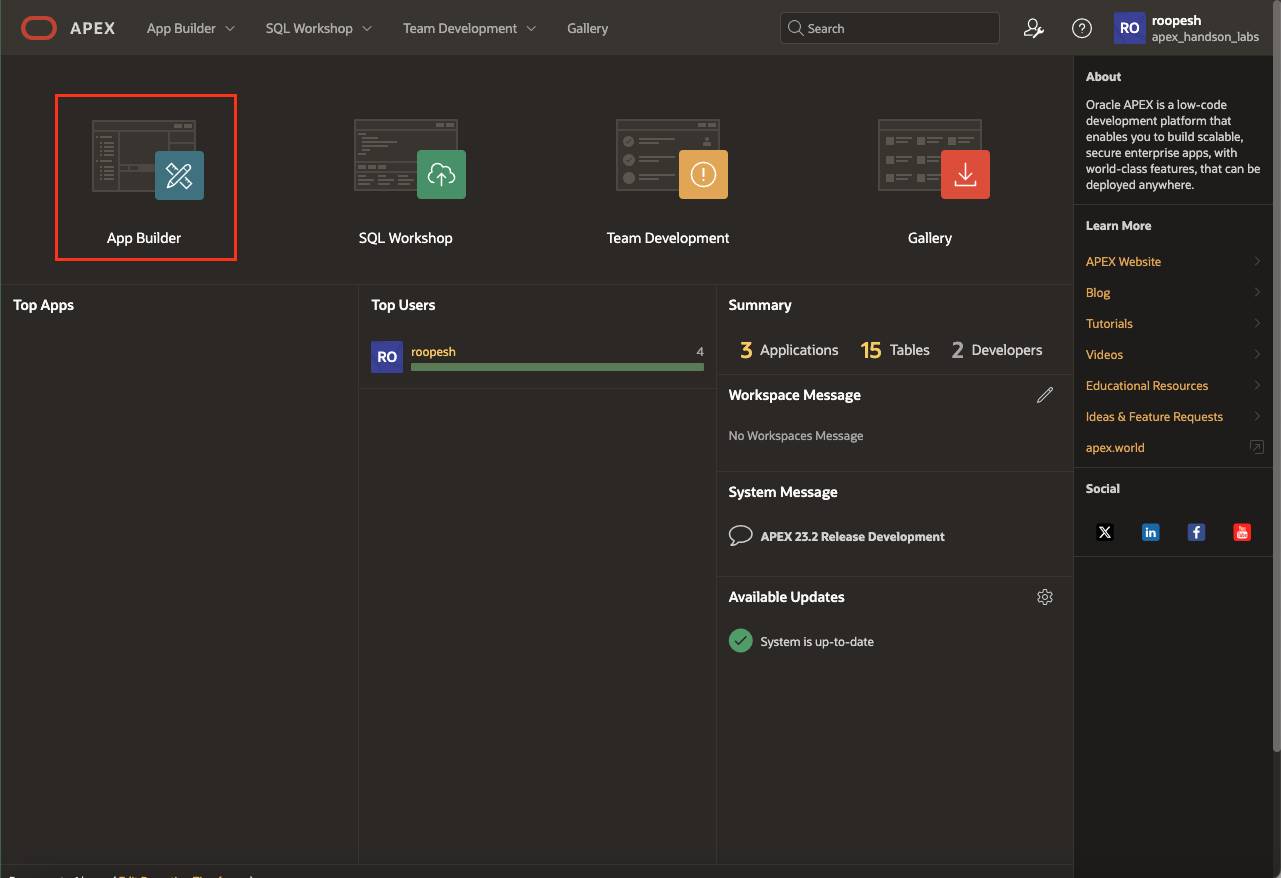 APEX
App Builder
SQL Workshop
Team Development
Gallery
Search
RO
roopesh
apex_handson_labs
App Builder
SQL Workshop
Team Development
Gallery
Top Apps
Top Users
RO
roopesh
4
Summary
3 Applications
15 Tables
2 Developers
Workspace Message
No Workspaces Message
System Message
APEX 23.2 Release Development
Available Updates
System is up-to-date
About
Oracle APEX is a low-code
development platform that
enables you to build scalable,
secure enterprise apps, with
world-class features, that can be
deployed anywhere.
Learn More
APEX Website
Blog
Tutorials
Videos
Educational Resources
Ideas & Feature Requests
apex.world
Social
X
in
f
You